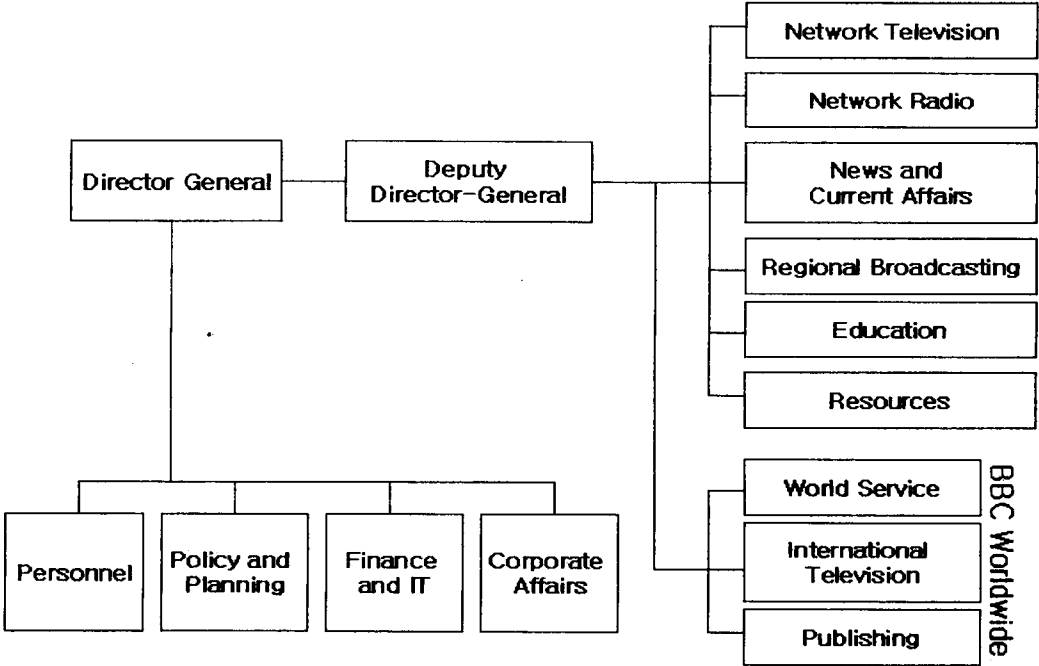 Network Television
Network Radio
Director General
Deputy
Director-General
News and
Current Affairs
Regional Broadcasting
Education
Resources
World Service
International
Television
Publishing
BBC Worldwide
Personnel
Policy and
Planning
Finance
and IT
Corporate
Affairs